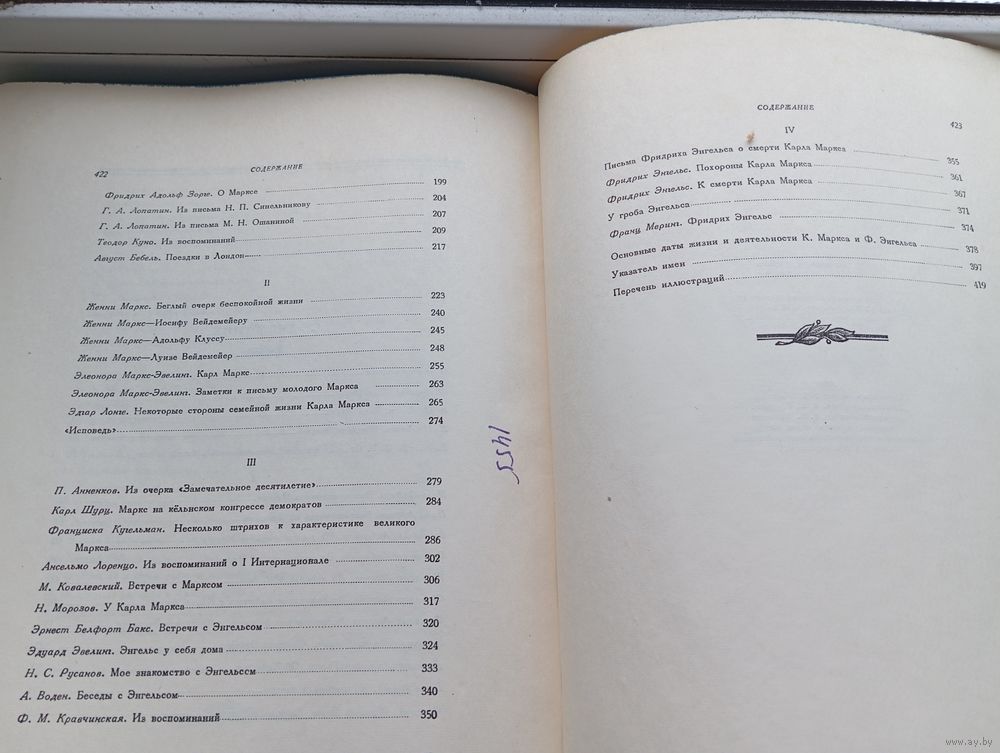 422
СОДЕРЖАНИЕ
Фридрих Адольф Зорге. О Марксе 199
Г. А. Лопатин. Из письма Н. П. Синельникову 204
Г. А. Лопатин. Из письма М. Н. Ошаниной 207
Теодор Куно. Из воспоминаний 209
Август Бебель. Поездки в Лондон 217
II
Женни Маркс. Беглый очерк беспокойной жизни 223
Женни Маркс—Иосифу Вейдемейеру 240
Женни Маркс—Адольфу Клуссу 245
Женни Маркс—Луизе Вейдемейер 248
Элеонора Маркс-Эвелинг. Карл Маркс 255
Элеонора Маркс-Эвелинг. Заметки к письму молодого Маркса 263
Эдгар Лонге. Некоторые стороны семейной жизни Карла Маркса 265
«Исповедь» 274
III
П. Анненков. Из очерка «Замечательное десятилетие» 279
Карл Шурц. Маркс на кёльнском конгрессе демократов 284
Франциска Кугельман. Несколько штрихов к характеристике великого
Маркса 286
Ансельмо Лоренцо. Из воспоминаний о I Интернационале 302
М. Ковалевский. Встречи с Марксом 306
Н. Морозов. У Карла Маркса 317
Эрнест Белфорт Бакс. Встречи с Энгельсом 320
Эдуард Эвелинг. Энгельс у себя дома 324
Н. С. Русанов. Мое знакомство с Энгельсом 333
А. Воден. Беседы с Энгельсом 340
Ф. М. Кравчинская. Из воспоминаний 350
1455
СОДЕРЖАНИЕ
423
IV
Письма Фридриха Энгельса о смерти Карла Маркса 355
Фридрих Энгельс. Похороны Карла Маркса 361
Фридрих Энгельс. К смерти Карла Маркса 367
У гроба Энгельса 371
Франц Меринг. Фридрих Энгельс 374
Основные даты жизни и деятельности К. Маркса и Ф. Энгельса 378
Указатель имен 397
Перечень иллюстраций 419
www.ay.by